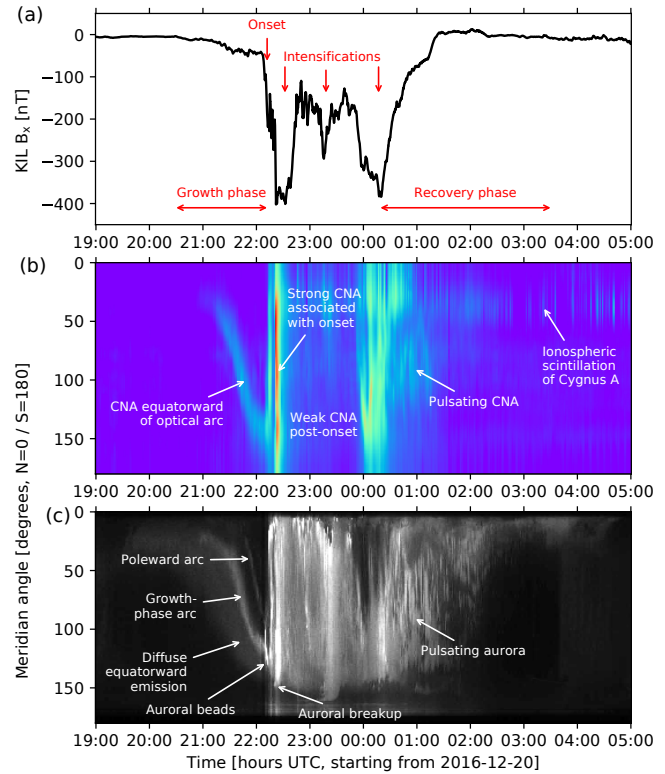 (a)
Onset
Intensifications
Growth phase
Recovery phase
KIL Bx [nT]
0
−100
−200
−300
−400
19:00 20:00 21:00 22:00 23:00 00:00 01:00 02:00 03:00 04:00 05:00
(b)
Strong CNA
associated
with onset
CNA equatorward
of optical arc
Weak CNA
post-onset
Pulsating CNA
Ionospheric
scintillation
of Cygnus A
0
50
100
150
19:00 20:00 21:00 22:00 23:00 00:00 01:00 02:00 03:00 04:00 05:00
Meridian angle [degrees, N=0 / S=180]
(c)
Poleward arc
Growth-
phase arc
Diffuse
equatorward
emission
Auroral beads
Auroral breakup
Pulsating aurora
0
50
100
150
19:00 20:00 21:00 22:00 23:00 00:00 01:00 02:00 03:00 04:00 05:00
Time [hours UTC, starting from 2016-12-20]